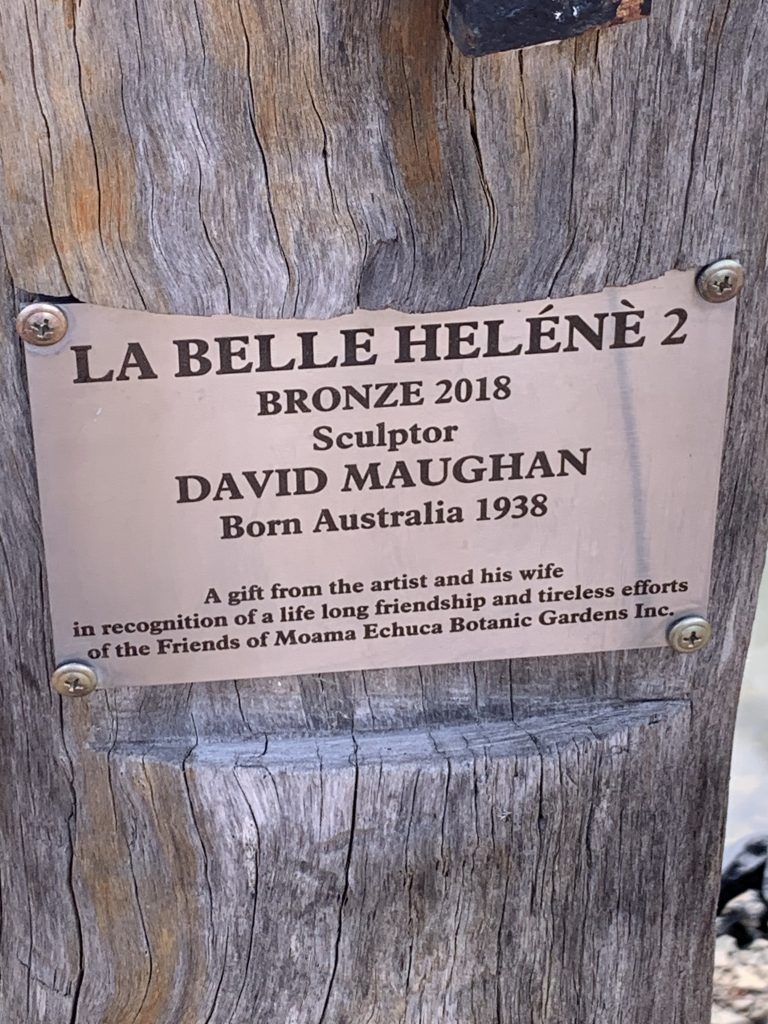 LA BELLE HELÉNÈ 2
BRONZE 2018
Sculptor
DAVID MAUGHAN
Born Australia 1938
A gift from the artist and his wife
in recognition of a life long friendship and tireless efforts
of the Friends of Moama Echuca Botanic Gardens Inc.